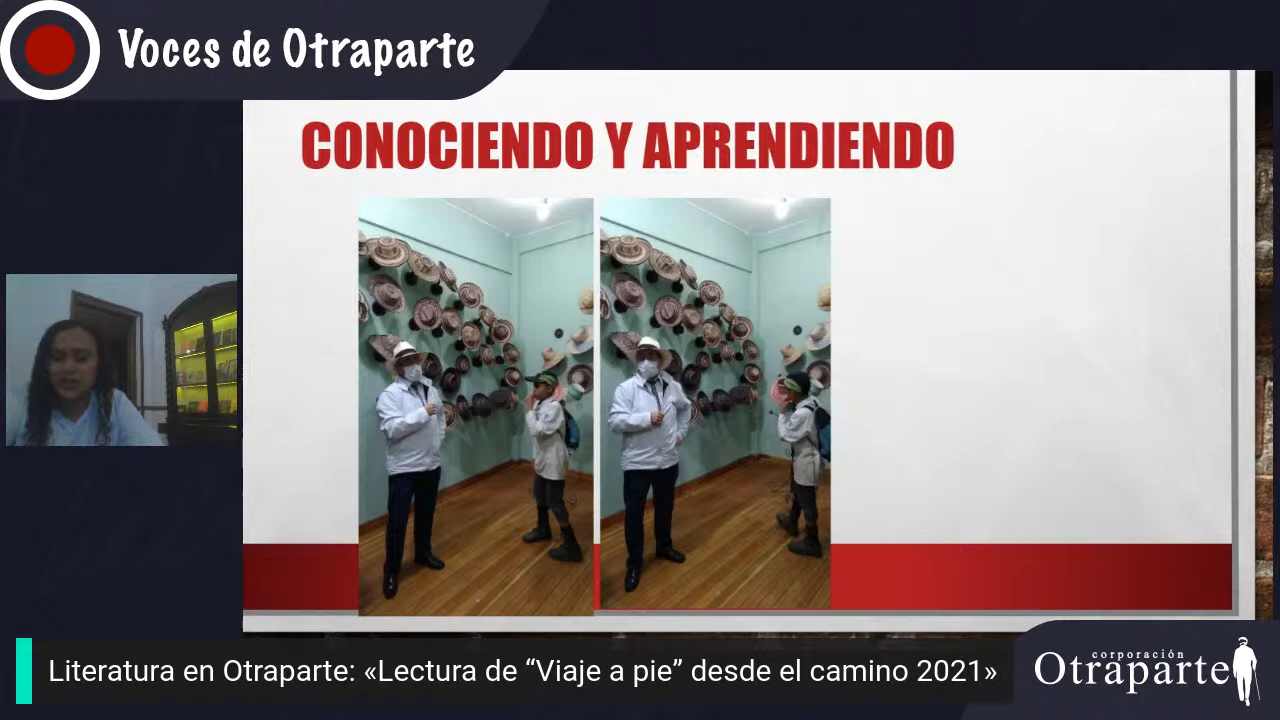 Voces de Otraparte
CONOCIENDO Y APRENDIENDO
Literatura en Otraparte: «Lectura de “Viaje a pie” desde el camino 2021»
corporación
Otraparte